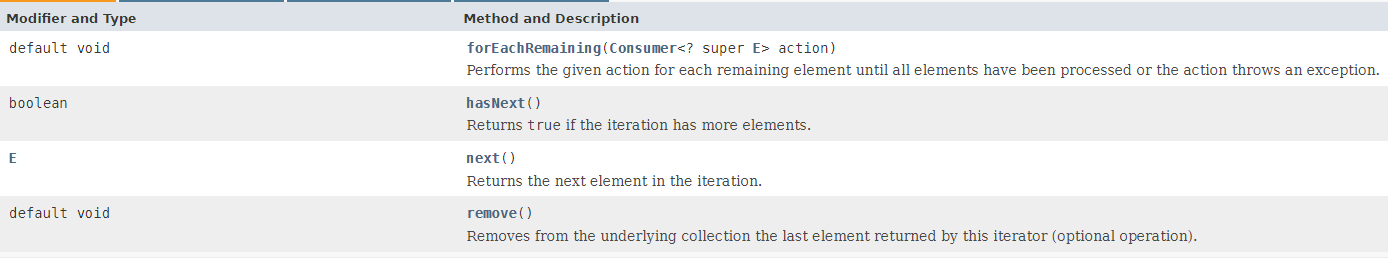 Modifier and Type Method and Description
default void forEachRemaining(Consumer<? super E> action)
Performs the given action for each remaining element until all elements have been processed or the action throws an exception.
boolean hasNext()
Returns true if the iteration has more elements.
E next()
Returns the next element in the iteration.
default void remove()
Removes from the underlying collection the last element returned by this iterator (optional operation).